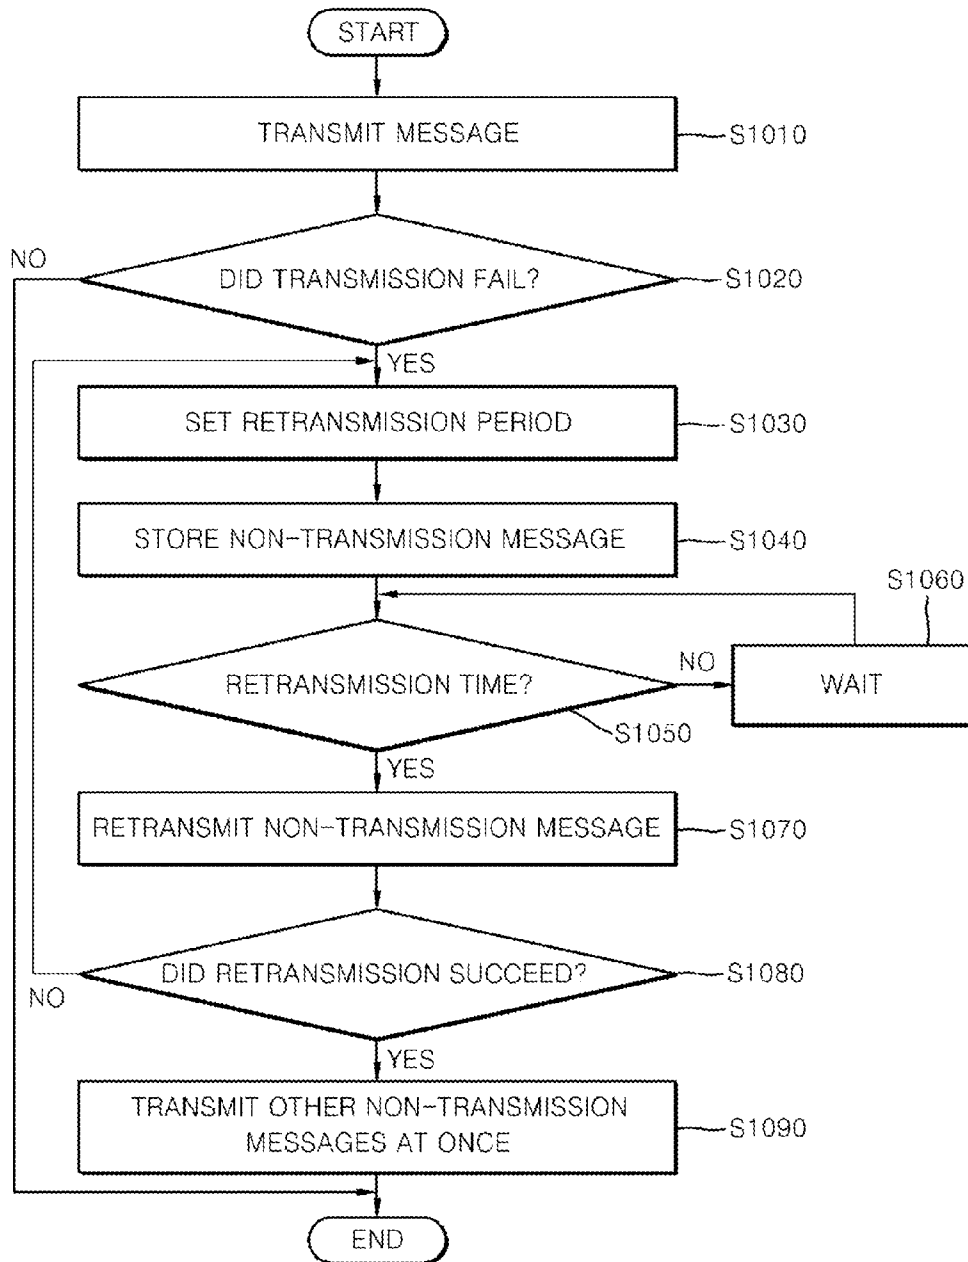 START
TRANSMIT MESSAGE
S1010
NO
DID TRANSMISSION FAIL?
S1020
YES
SET RETRANSMISSION PERIOD
S1030
STORE NON-TRANSMISSION MESSAGE
S1040
S1060
RETRANSMISSION TIME?
NO
WAIT
S1050
YES
RETRANSMIT NON-TRANSMISSION MESSAGE
S1070
DID RETRANSMISSION SUCCEED?
S1080
NO
YES
TRANSMIT OTHER NON-TRANSMISSION
MESSAGES AT ONCE
S1090
END